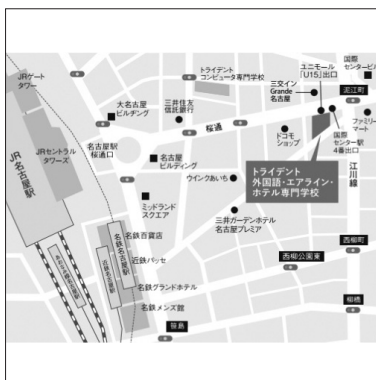 JRゲート
タワー
トライデント
コンピュータ専門学校
三交イン
Grande
名古屋
ユニモール
「U15」出口
国際
センタービル
泥江町
大名古屋
ビルヂング
三井住友
信託銀行
桜通
ファミリー
マート
JRセントラル
タワーズ
名古屋駅
桜通口
ドコモ
ショップ
国際
センター駅
4番出口
JR名古屋駅
名古屋
ビルディング
トライデント
外国語・エアライン・
ホテル専門学校
江川線
ウインクあいち
ミッドランド
スクエア
三井ガーデンホテル
名古屋プレミア
名鉄百貨店
名鉄名古屋駅
西柳町
近鉄パッセ
西柳公園東
近鉄名古屋駅
あおなみ線名古屋駅
名鉄グランドホテル
柳橋
名鉄メンズ館
笹島